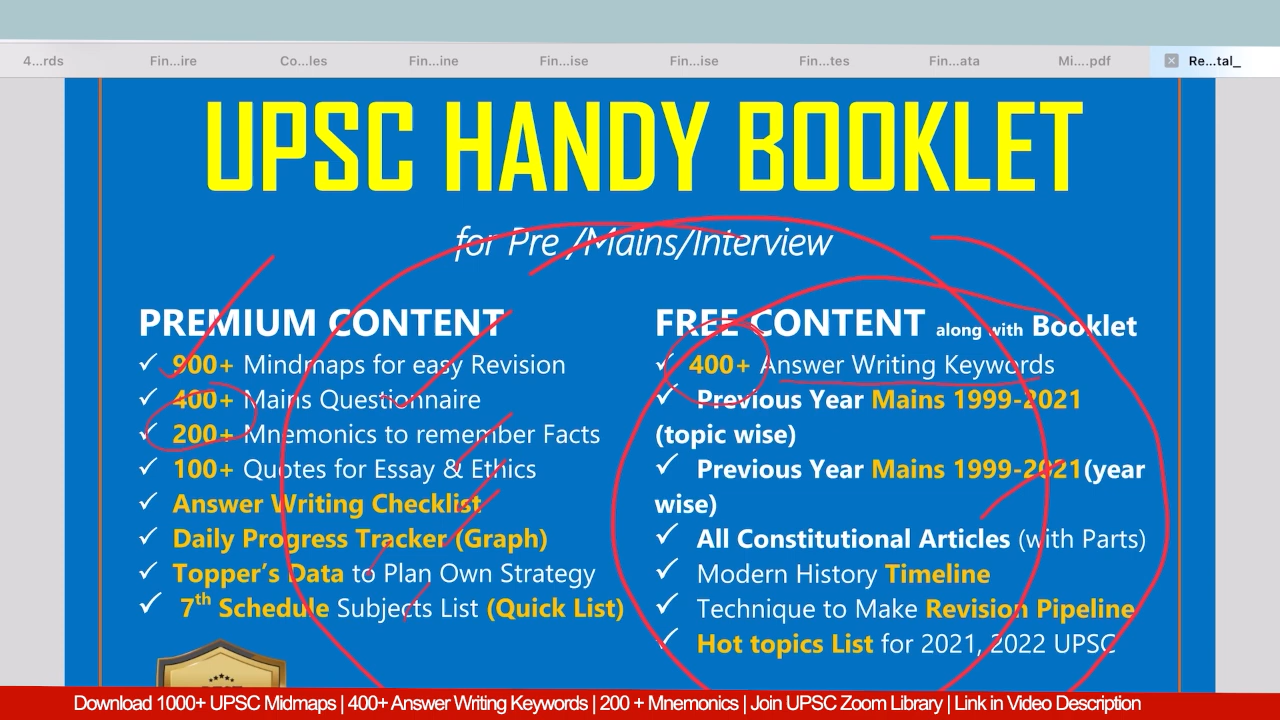 4...rds Fin...ire Co...les Fin...ine Fin...ise Fin...ise Fin...tes Fin...ata Mi....pdf Re...tal_
UPSC HANDY BOOKLET
for Pre /Mains/Interview
PREMIUM CONTENT
✓ 900+ Mindmaps for easy Revision
✓ 400+ Mains Questionnaire
✓ 200+ Mnemonics to remember Facts
✓ 100+ Quotes for Essay & Ethics
✓ Answer Writing Checklist
✓ Daily Progress Tracker (Graph)
✓ Topper's Data to Plan Own Strategy
✓ 7th Schedule Subjects List (Quick List)
FREE CONTENT along with Booklet
✓ 400+ Answer Writing Keywords
✓ Previous Year Mains 1999-2021
(topic wise)
✓ Previous Year Mains 1999-2021(year
wise)
✓ All Constitutional Articles (with Parts)
✓ Modern History Timeline
✓ Technique to Make Revision Pipeline
✓ Hot topics List for 2021, 2022 UPSC
Download 1000+ UPSC Midmaps | 400+ Answer Writing Keywords | 200 + Mnemonics | Join UPSC Zoom Library | Link in Video Description